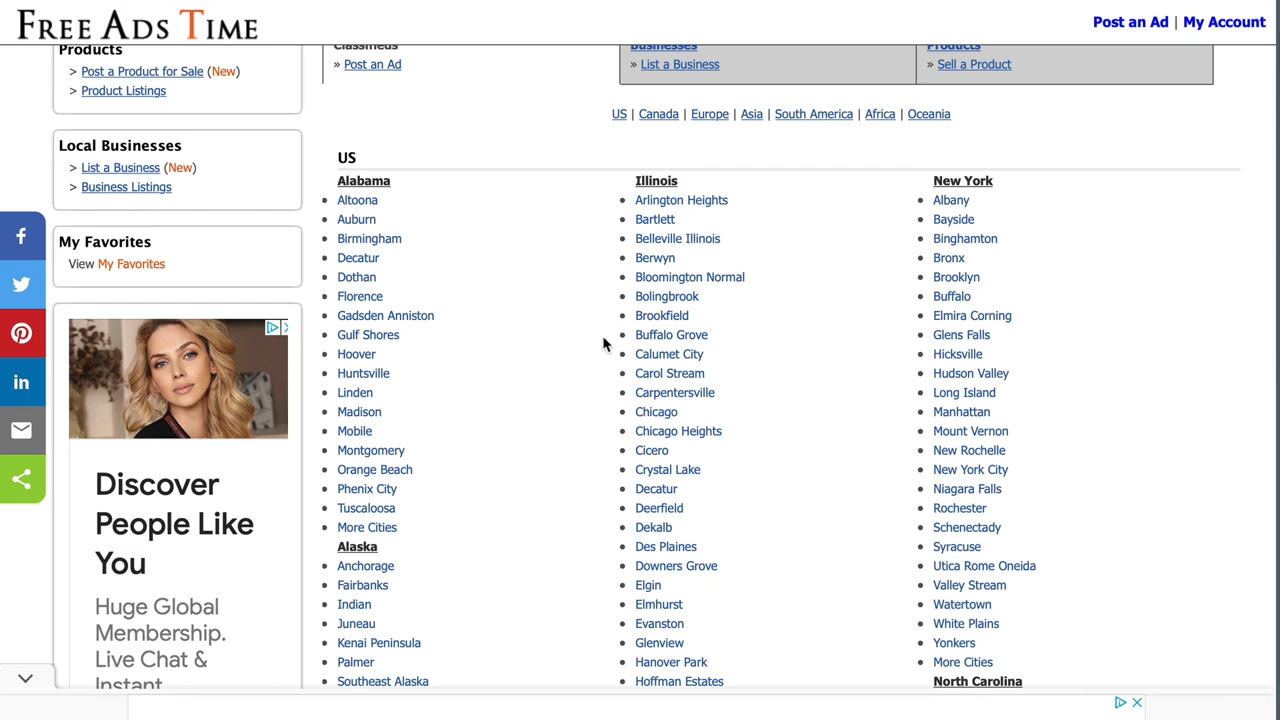 FREE ADS TIME
Post an Ad | My Account
Products
> Post a Product for Sale (New)
> Product Listings
Local Businesses
> List a Business (New)
> Business Listings
My Favorites
View My Favorites
Discover
People Like
You
Huge Global
Membership.
Live Chat &
Instant
Classifieds
» Post an Ad
Businesses
» List a Business
Products
» Sell a Product
US | Canada | Europe | Asia | South America | Africa | Oceania
US
Alabama
Altoona
Auburn
Birmingham
Decatur
Dothan
Florence
Gadsden Anniston
Gulf Shores
Hoover
Huntsville
Linden
Madison
Mobile
Montgomery
Orange Beach
Phenix City
Tuscaloosa
More Cities
Alaska
Anchorage
Fairbanks
Indian
Juneau
Kenai Peninsula
Palmer
Southeast Alaska
Illinois
Arlington Heights
Bartlett
Belleville Illinois
Berwyn
Bloomington Normal
Bolingbrook
Brookfield
Buffalo Grove
Calumet City
Carol Stream
Carpentersville
Chicago
Chicago Heights
Cicero
Crystal Lake
Decatur
Deerfield
Dekalb
Des Plaines
Downers Grove
Elgin
Elmhurst
Evanston
Glenview
Hanover Park
Hoffman Estates
New York
Albany
Bayside
Binghamton
Bronx
Brooklyn
Buffalo
Elmira Corning
Glens Falls
Hicksville
Hudson Valley
Long Island
Manhattan
Mount Vernon
New Rochelle
New York City
Niagara Falls
Rochester
Schenectady
Syracuse
Utica Rome Oneida
Valley Stream
Watertown
White Plains
Yonkers
More Cities
North Carolina